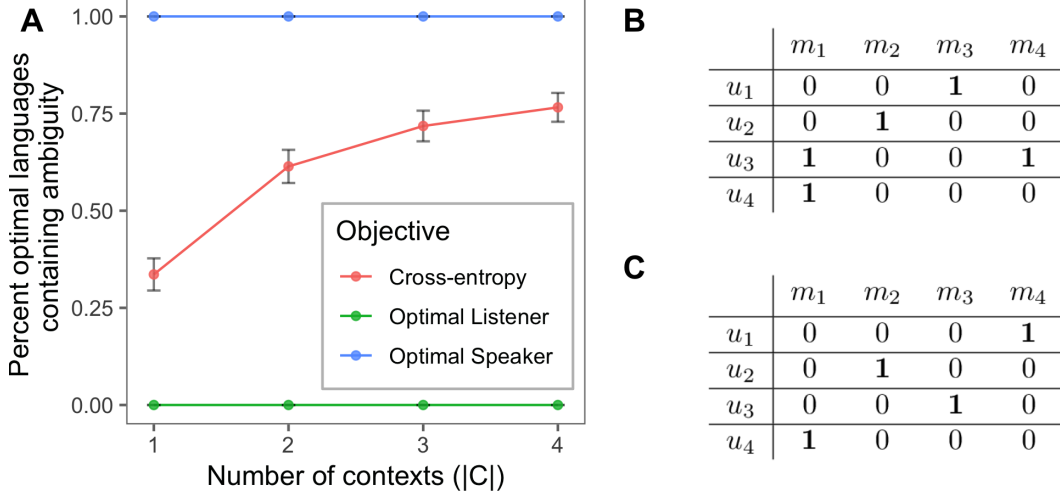 A
Percent optimal languages
containing ambiguity
1.00
0.75
0.50
0.25
0.00
1 2 3 4
Number of contexts (|C|)
Objective
Cross-entropy
Optimal Listener
Optimal Speaker
B
m₁ m₂ m₃ m₄
u₁ 0 0 1 0
u₂ 0 1 0 0
u₃ 1 0 0 1
u₄ 1 0 0 0
C
m₁ m₂ m₃ m₄
u₁ 0 0 0 1
u₂ 0 1 0 0
u₃ 0 0 1 0
u₄ 1 0 0 0